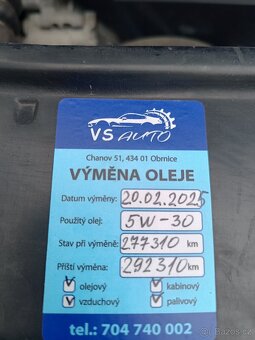 VS AUTO
Chanov 51, 434 01 Obrnice
VÝMĚNA OLEJE
Datum výměny: 20.02.2025
Použitý olej: 5W-30
Stav při výměně: 277310 km
Příští výměna: 292310 km
olejový kabinový
vzduchový palivový
tel.: 704 740 002